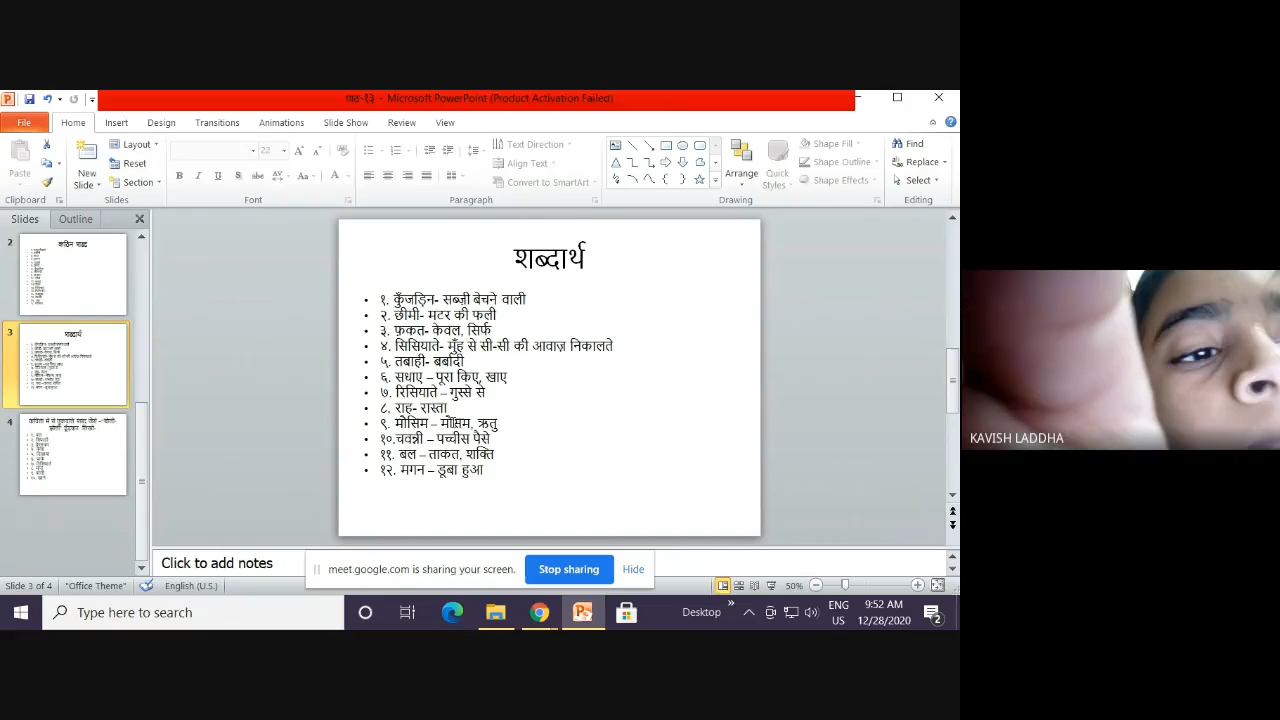 पाठ-१३ - Microsoft PowerPoint (Product Activation Failed)
File Home Insert Design Transitions Animations Slide Show Review View
Paste
Clipboard
New
Slide
Layout
Reset
Section
Slides
22
Font
Text Direction
Align Text
Convert to SmartArt
Paragraph
Arrange
Quick
Styles
Shape Fill
Shape Outline
Shape Effects
Drawing
Find
Replace
Select
Editing
Slides Outline
2
कठिन शब्द
3
शब्दार्थ
4
शब्दार्थ
• १. कुँजड़िन- सब्ज़ी बेचने वाली
• २. छीमी- मटर की फली
• ३. फ़कत- केवल, सिर्फ
• ४. सिसियाते- मुँह से सी-सी की आवाज़ निकालते
• ५. तबाही- बर्बादी
• ६. सधाए – पूरा किए, खाए
• ७. रिसियाते – गुस्से से
• ८. राह- रास्ता
• ९. मोसिम – मौसम, ऋतु
• १०.चवन्नी – पच्चीस पैसे
• ११. बल – ताकत, शक्ति
• १२. मगन – डूबा हुआ
Click to add notes
meet.google.com is sharing your screen. Stop sharing Hide
Slide 3 of 4 "Office Theme" English (U.S.) 50%
Type here to search
Desktop
ENG
US
9:52 AM
12/28/2020
2
KAVISH LADDHA